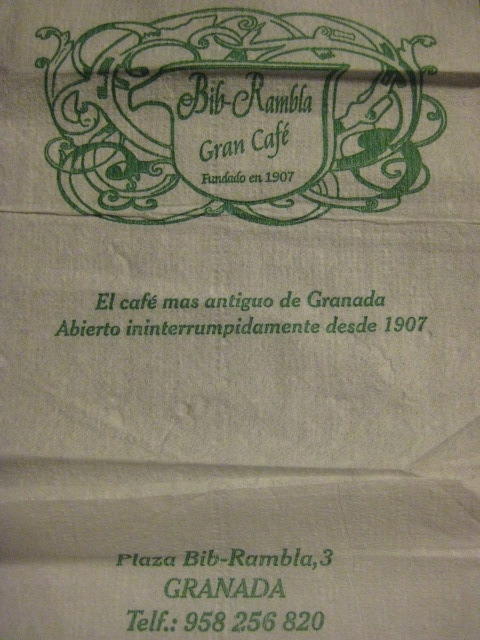 Bib-Rambla
Gran Café
Fundado en 1907
El café mas antiguo de Granada
Abierto ininterrumpidamente desde 1907
Plaza Bib-Rambla,3
GRANADA
Telf.: 958 256 820